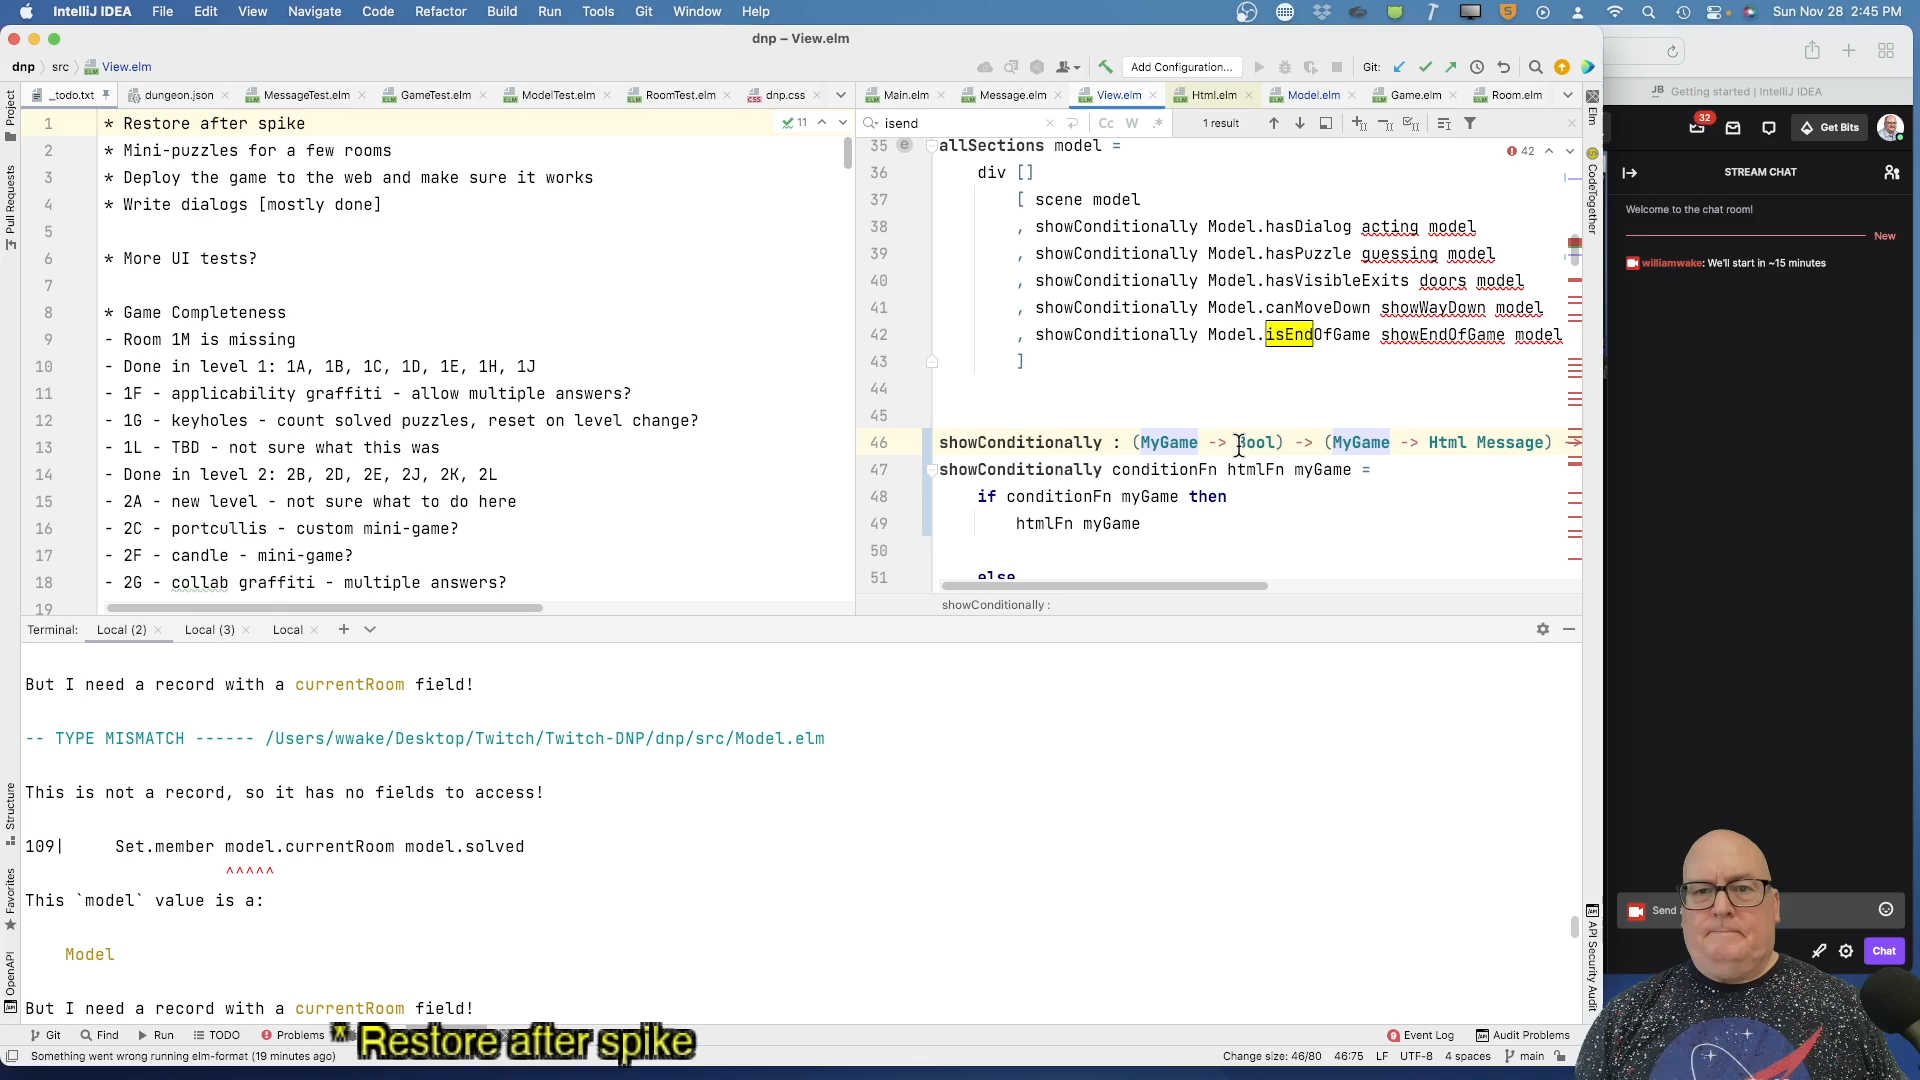 IntelliJ IDEA File Edit View Navigate Code Refactor Build Run Tools Git Window Help
Sun Nov 28 2:45 PM
dnp – View.elm
dnp src View.elm
Add Configuration...
Git:
Getting started | IntelliJ IDEA
_todo.txt dungeon.json MessageTest.elm GameTest.elm ModelTest.elm RoomTest.elm dnp.css
Main.elm Message.elm View.elm Html.elm Model.elm Game.elm Room.elm
isend
Cc W .*
1 result
11
42
1 * Restore after spike
2 * Mini-puzzles for a few rooms
3 * Deploy the game to the web and make sure it works
4 * Write dialogs [mostly done]
5
6 * More UI tests?
7
8 * Game Completeness
9 - Room 1M is missing
10 - Done in level 1: 1A, 1B, 1C, 1D, 1E, 1H, 1J
11 - 1F - applicability graffiti - allow multiple answers?
12 - 1G - keyholes - count solved puzzles, reset on level change?
13 - 1L - TBD - not sure what this was
14 - Done in level 2: 2B, 2D, 2E, 2J, 2K, 2L
15 - 2A - new level - not sure what to do here
16 - 2C - portcullis - custom mini-game?
17 - 2F - candle - mini-game?
18 - 2G - collab graffiti - multiple answers?
19
35 allSections model =
36 div []
37 [ scene model
38 , showConditionally Model.hasDialog acting model
39 , showConditionally Model.hasPuzzle guessing model
40 , showConditionally Model.hasVisibleExits doors model
41 , showConditionally Model.canMoveDown showWayDown model
42 , showConditionally Model.isEndOfGame showEndOfGame model
43 ]
44
45
46 showConditionally : (MyGame -> Bool) -> (MyGame -> Html Message) ->
47 showConditionally conditionFn htmlFn myGame =
48 if conditionFn myGame then
49 htmlFn myGame
50
51 else
showConditionally :
Project
Pull Requests
Structure
Favorites
OpenAPI
Elm
CodeTogether
API Security Audit
Terminal: Local (2) Local (3) Local
But I need a record with a currentRoom field!
-- TYPE MISMATCH ------ /Users/wwake/Desktop/Twitch/Twitch-DNP/dnp/src/Model.elm
This is not a record, so it has no fields to access!
109| Set.member model.currentRoom model.solved
^^^^^
This `model` value is a:
Model
But I need a record with a currentRoom field!
Git Find Run TODO Problems
Event Log Audit Problems
* Restore after spike
Something went wrong running elm-format (19 minutes ago)
Change size: 46/80 46:75 LF UTF-8 4 spaces main
32
Get Bits
STREAM CHAT
Welcome to the chat room!
New
williamwake: We'll start in ~15 minutes
Send
Chat